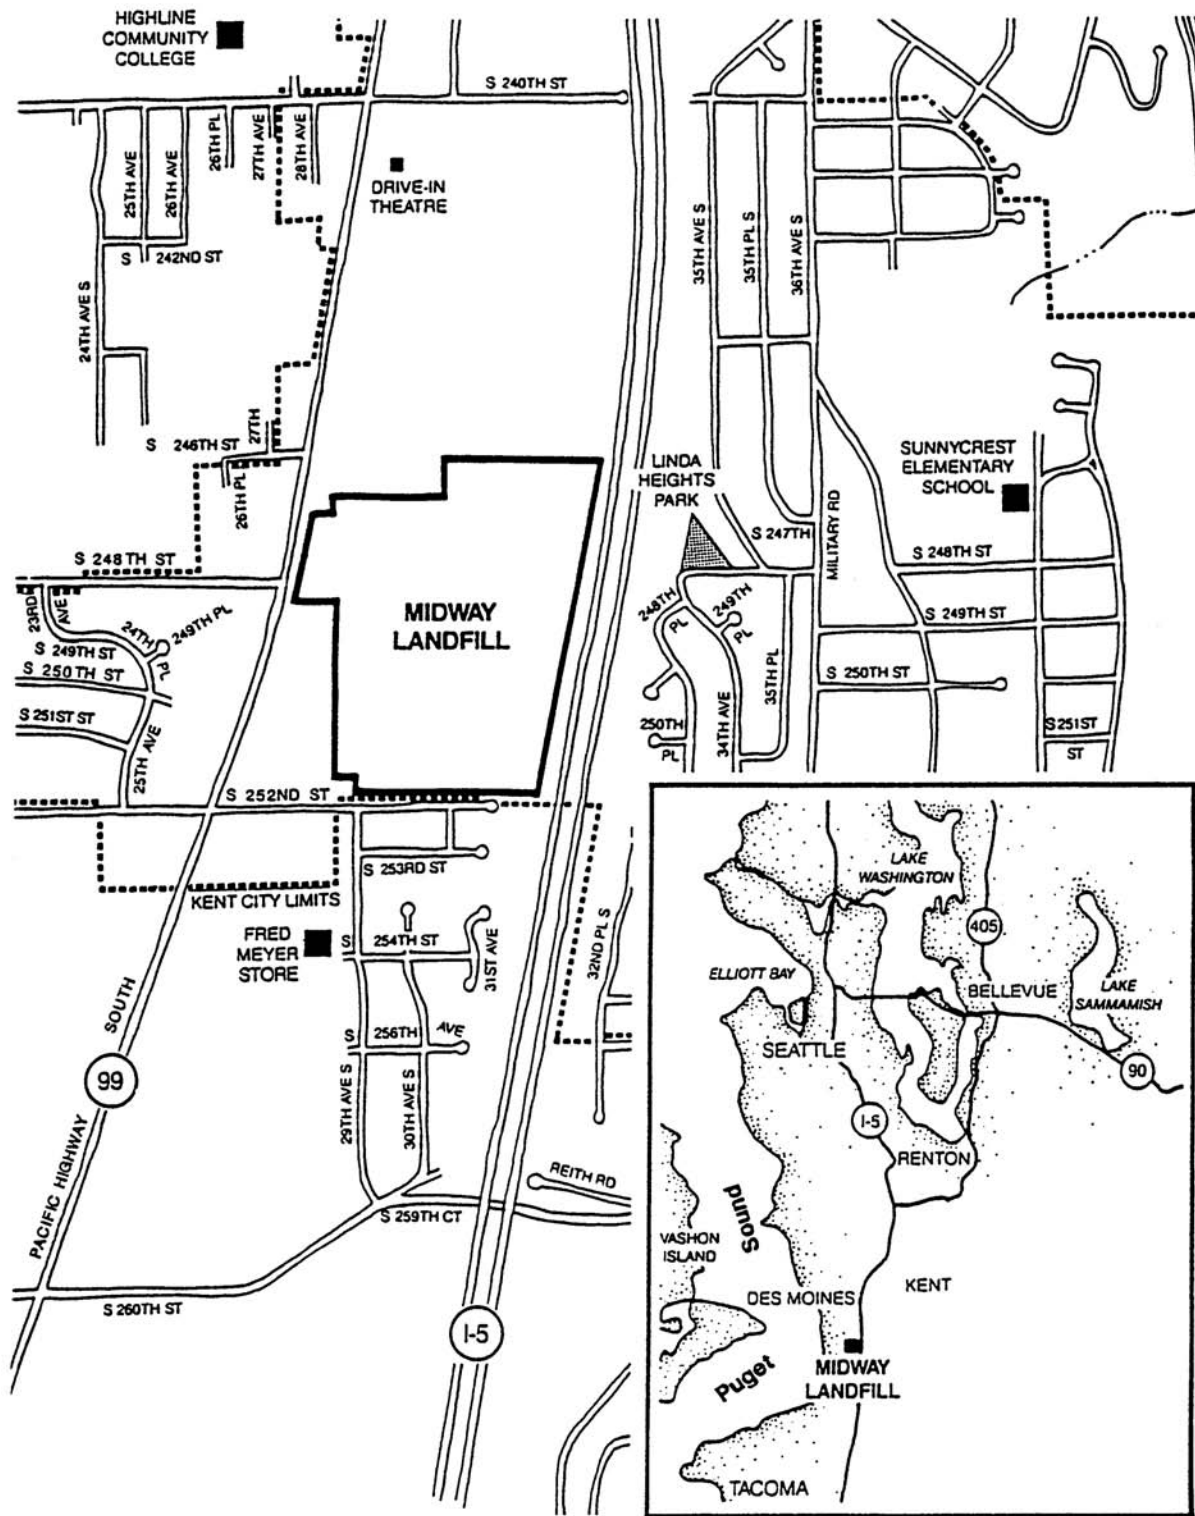 HIGHLINE
COMMUNITY
COLLEGE
S 240TH ST
26TH PL
27TH AVE
28TH AVE
25TH AVE
26TH AVE
DRIVE-IN
THEATRE
S 242ND ST
24TH AVE S
35TH AVE S
35TH PL S
36TH AVE S
S 246TH ST
27TH
26TH PL
LINDA
HEIGHTS
PARK
SUNNYCREST
ELEMENTARY
SCHOOL
S 247TH
MILITARY RD
S 248TH ST
S 248TH ST
23RD
AVE
24TH
PL
249TH PL
S 249TH ST
S 250TH ST
S 251ST ST
25TH AVE
MIDWAY
LANDFILL
248TH
PL
249TH
PL
S 249TH ST
35TH PL
S 250TH ST
34TH AVE
250TH
PL
S 251ST
ST
S 252ND ST
S 253RD ST
KENT CITY LIMITS
FRED
MEYER
STORE
S 254TH ST
31ST AVE
32ND PL S
S 256TH AVE
29TH AVE S
30TH AVE S
SOUTH
99
PACIFIC HIGHWAY
REITH RD
S 259TH CT
S 260TH ST
I-5
LAKE
WASHINGTON
405
ELLIOTT BAY
BELLEVUE
LAKE
SAMMAMISH
SEATTLE
90
I-5
RENTON
Sound
VASHON
ISLAND
KENT
DES MOINES
Puget
MIDWAY
LANDFILL
TACOMA